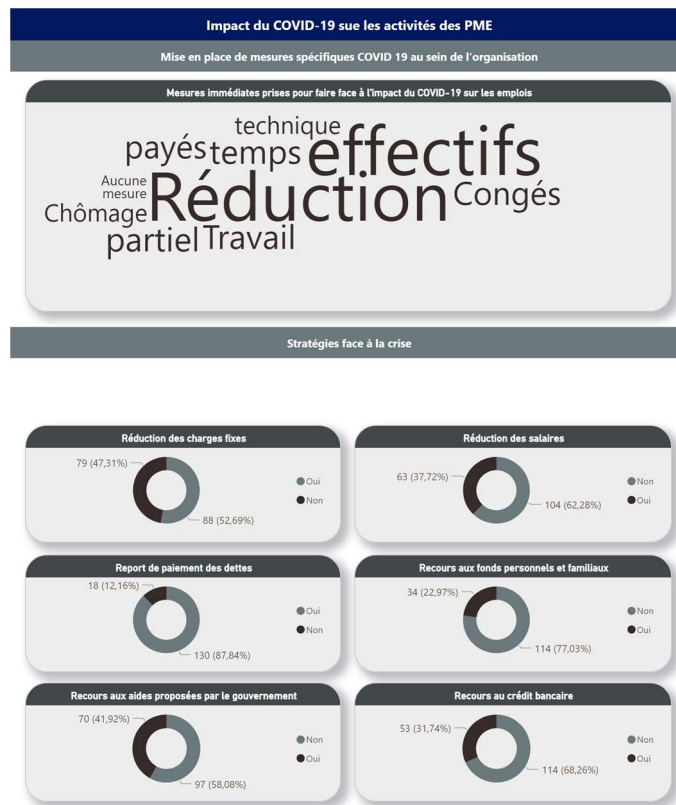 Impact du COVID-19 sue les activités des PME
Mise en place de mesures spécifiques COVID 19 au sein de l'organisation
Mesures immédiates prises pour faire face à l'impact du COVID-19 sur les emplois
technique
payés temps effectifs
Aucune
mesure
Chômage Réduction Congés
partiel Travail
Stratégies face à la crise
Réduction des charges fixes
79 (47,31%)
Oui
Non
88 (52,69%)
Réduction des salaires
63 (37,72%)
Non
Oui
104 (62,28%)
Report de paiement des dettes
18 (12,16%)
Oui
Non
130 (87,84%)
Recours aux fonds personnels et familiaux
34 (22,97%)
Non
Oui
114 (77,03%)
Recours aux aides proposées par le gouvernement
70 (41,92%)
Non
Oui
97 (58,08%)
Recours au crédit bancaire
53 (31,74%)
Non
Oui
114 (68,26%)